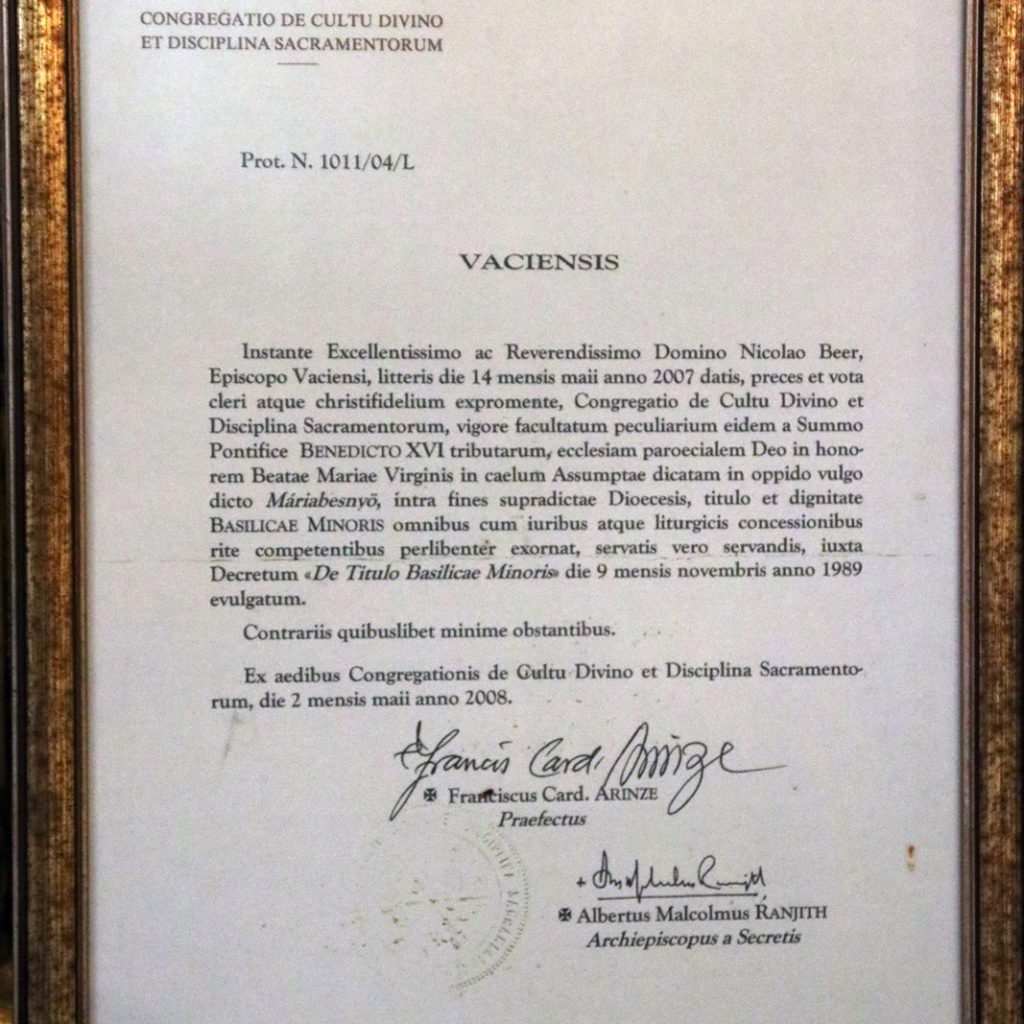 CONGREGATIO DE CULTU DIVINO
ET DISCIPLINA SACRAMENTORUM
Prot. N. 1011/04/L
VACIENSIS
Instante Excellentissimo ac Reverendissimo Domino Nicolao Beer,
Episcopo Vaciensi, litteris die 14 mensis maii anno 2007 datis, preces et vota
cleri atque christifidelium expromente, Congregatio de Cultu Divino et
Disciplina Sacramentorum, vigore facultatum peculiarium eidem a Summo
Pontifice BENEDICTO XVI tributarum, ecclesiam paroecialem Deo in hono-
rem Beatae Mariae Virginis in caelum Assumptae dicatam in oppido vulgo
dicto Máriabesnyő, intra fines supradictae Dioecesis, titulo et dignitate
BASILICAE MINORIS omnibus cum iuribus atque liturgicis concessionibus
rite competentibus perlibenter exornat, servatis vero servandis, iuxta
Decretum «De Titulo Basilicae Minoris» die 9 mensis novembris anno 1989
evulgatum.
Contrariis quibuslibet minime obstantibus.
Ex aedibus Congregationis de Cultu Divino et Disciplina Sacramento-
rum, die 2 mensis maii anno 2008.
Francis Card. Arinze
✠ Franciscus Card. ARINZE
Praefectus
✠ Albertus Malcolmus RANJITH
Archiepiscopus a Secretis